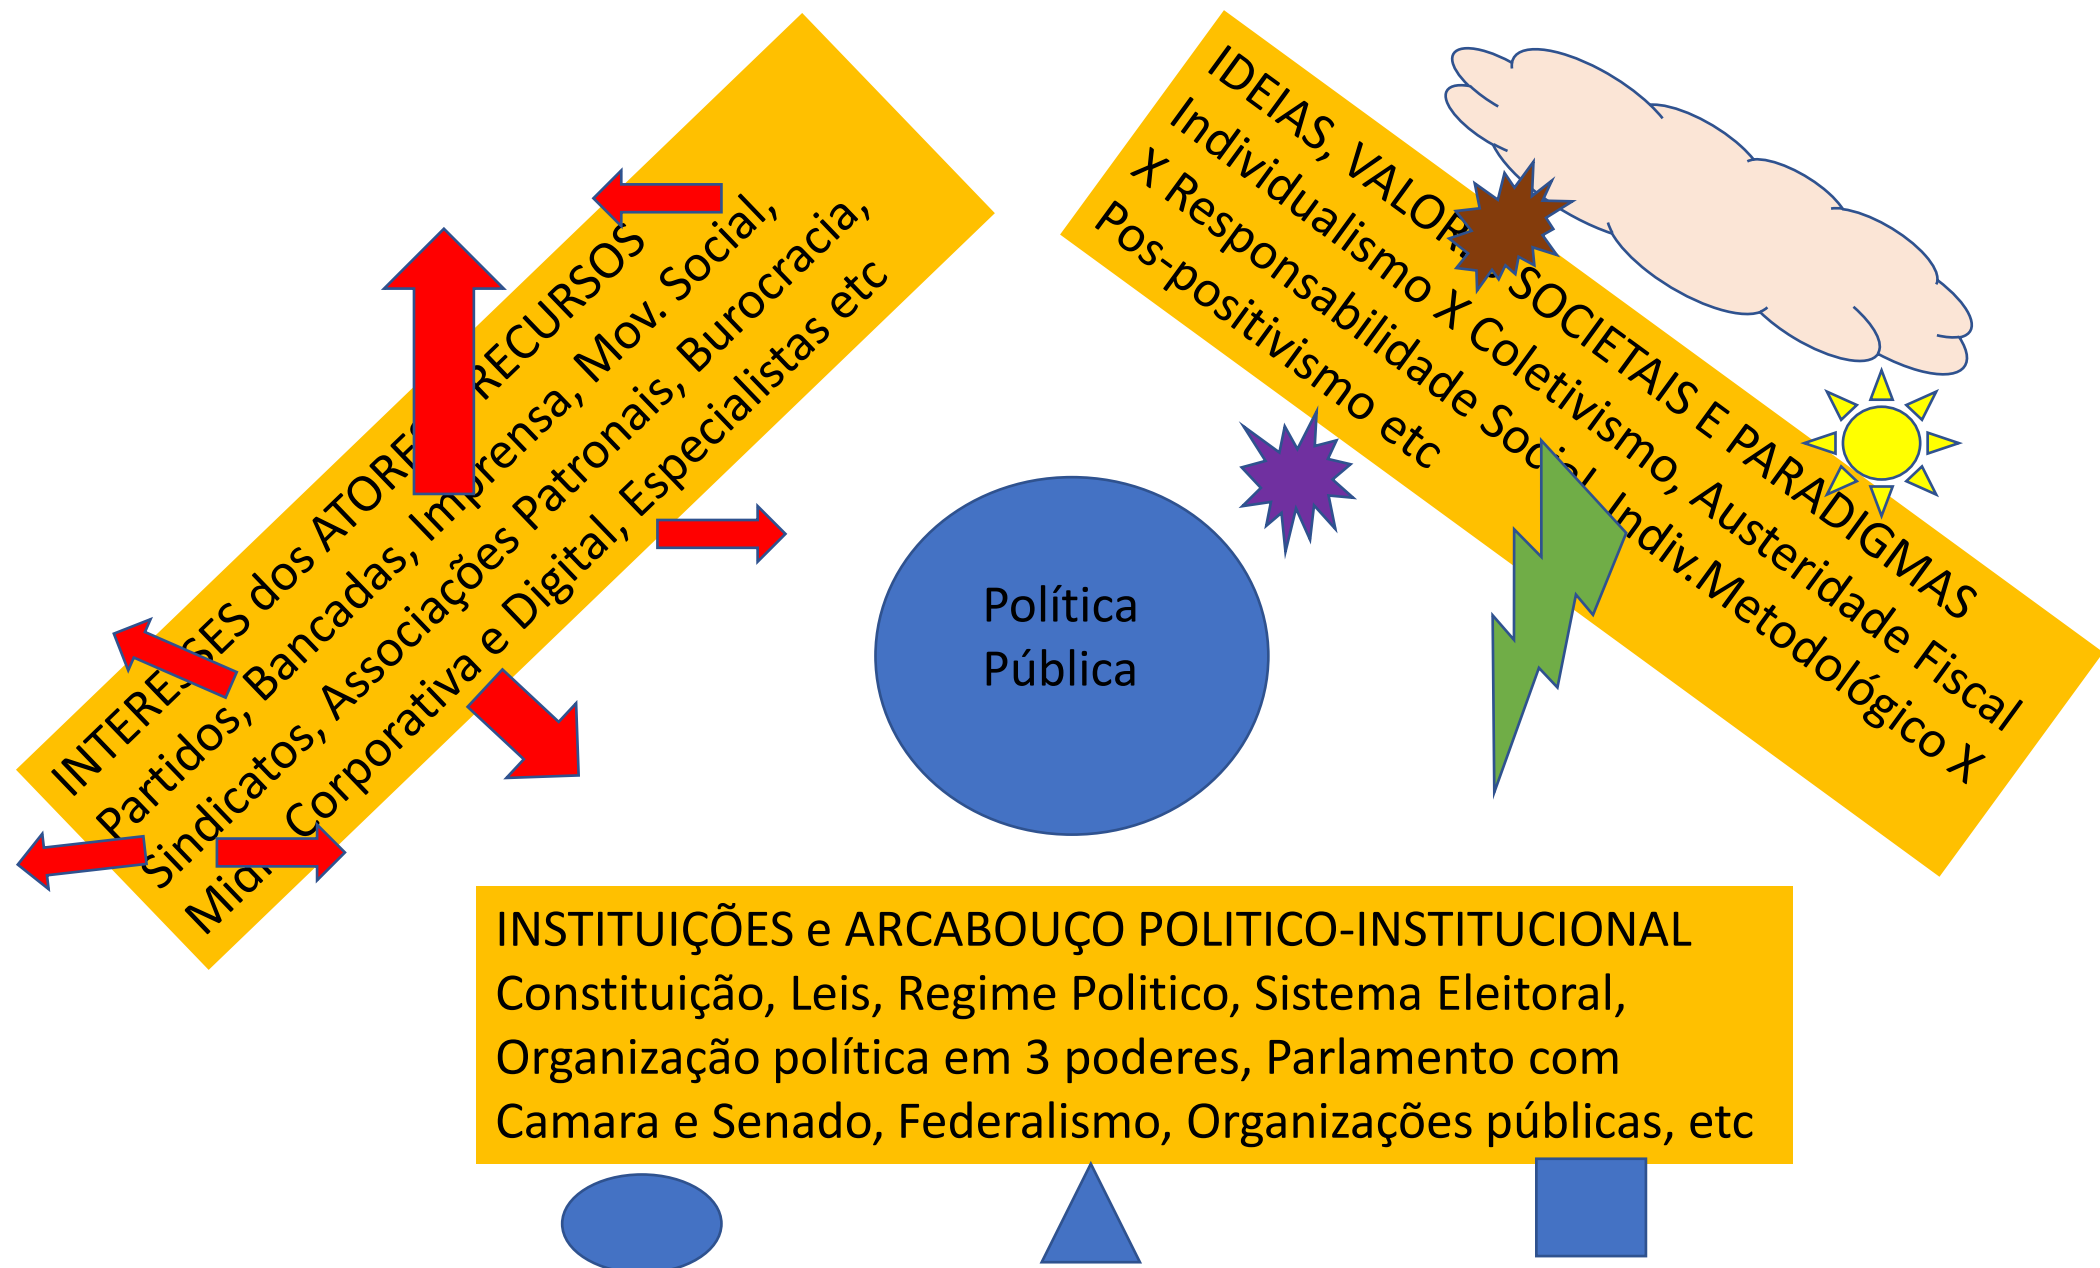 INTERESSES dos ATORES RECURSOS
Partidos, Bancadas, Imprensa, Mov. Social,
Sindicatos, Associações Patronais, Burocracia,
Corporativa e Digital, Especialistas etc
IDEIAS, VALORES SOCIETAIS E PARADIGMAS
Individualismo X Coletivismo, Austeridade Fiscal
X Responsabilidade Social, Indiv.Metodológico X
Pos-positivismo etc
Política
Pública
INSTITUIÇÕES e ARCABOUÇO POLITICO-INSTITUCIONAL
Constituição, Leis, Regime Politico, Sistema Eleitoral,
Organização política em 3 poderes, Parlamento com
Camara e Senado, Federalismo, Organizações públicas, etc